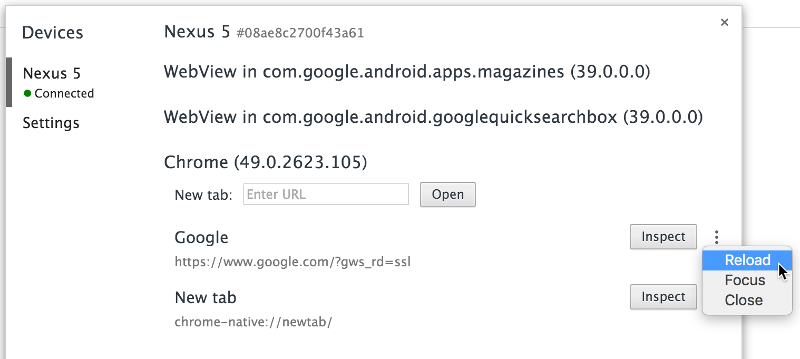 Devices
Nexus 5 #08ae8c2700f43a61
Nexus 5
Connected
Settings
WebView in com.google.android.apps.magazines (39.0.0.0)
WebView in com.google.android.googlequicksearchbox (39.0.0.0)
Chrome (49.0.2623.105)
New tab: Enter URL Open
Google Inspect
https://www.google.com/?gws_rd=ssl
New tab Inspect
chrome-native://newtab/
Reload
Focus
Close